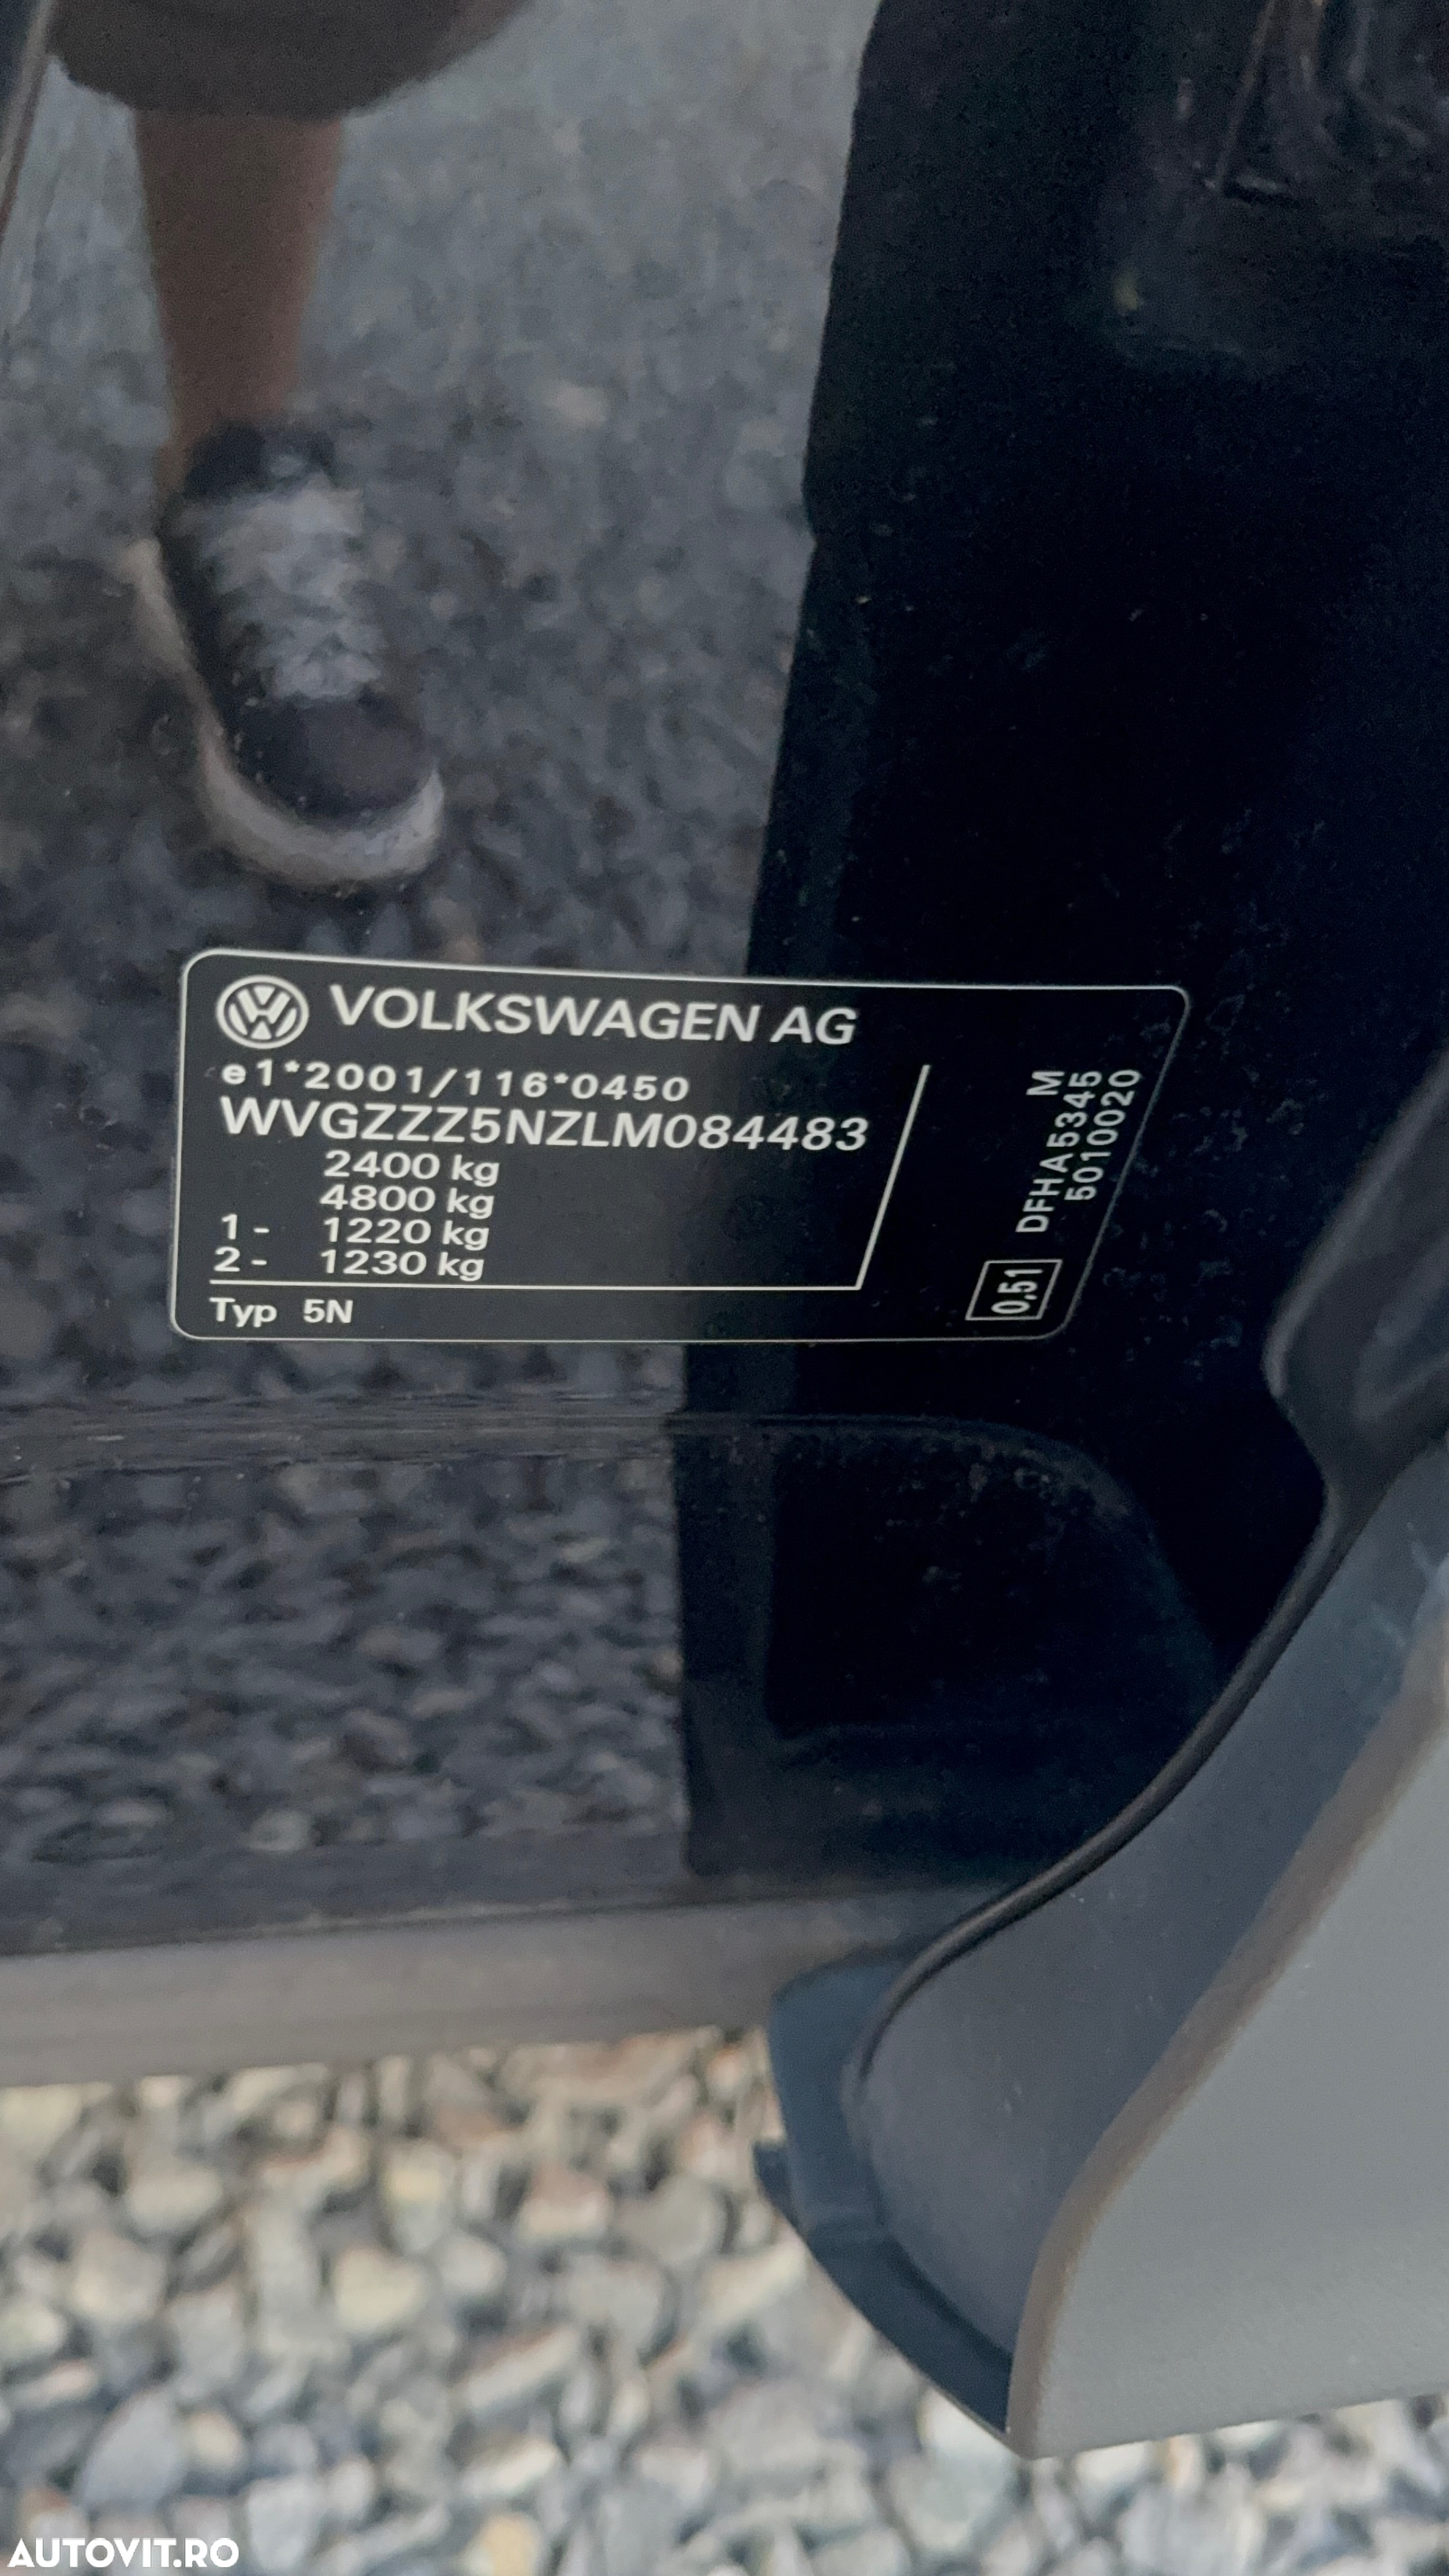 VOLKSWAGEN AG
e1*2001/116*0450
WVGZZZ5NZLM084483
2400 kg
4800 kg
1 - 1220 kg
2 - 1230 kg
Typ 5N
M
DFHA5345
5010020
0,51
AUTOVIT.RO